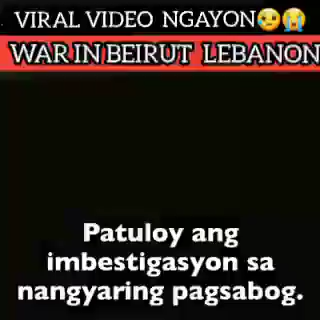 VIRAL VIDEO NGAYON😥😭
WAR IN BEIRUT LEBANON
Patuloy ang
imbestigasyon sa
nangyaring pagsabog.